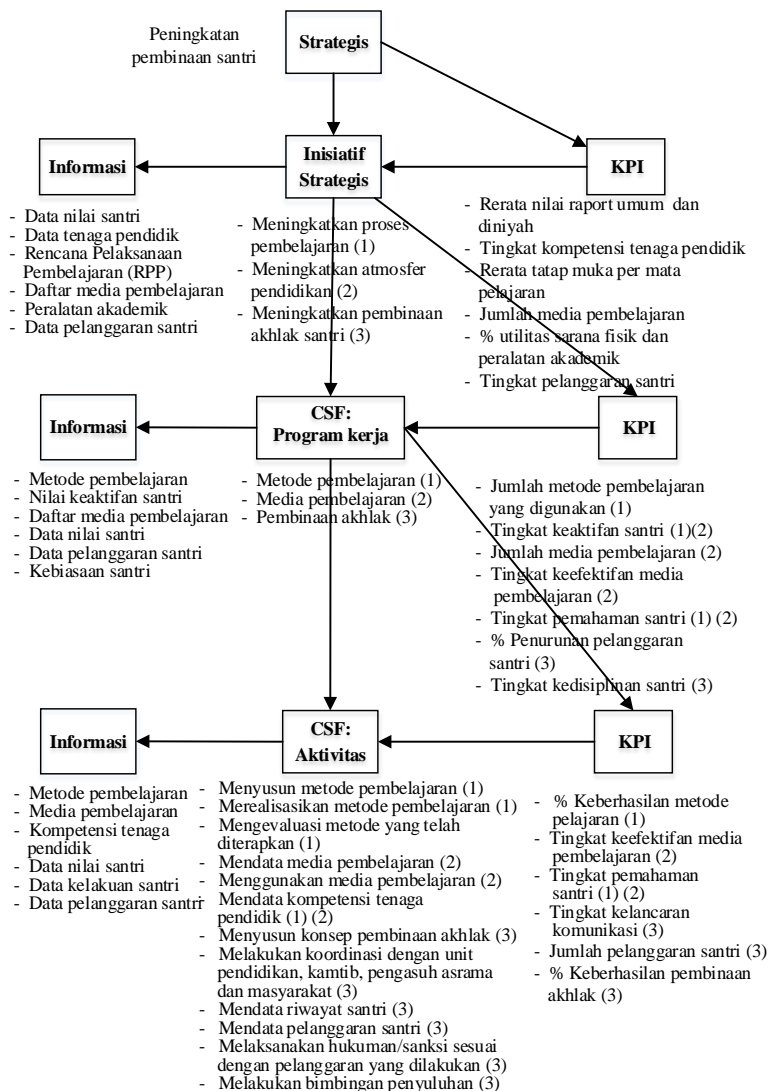 Peningkatan
pembinaan santri
Strategis
Informasi
Inisiatif
Strategis
KPI
- Data nilai santri
- Data tenaga pendidik
- Rencana Pelaksanaan
Pembelajaran (RPP)
- Daftar media pembelajaran
- Peralatan akademik
- Data pelanggaran santri
- Meningkatkan proses
pembelajaran (1)
- Meningkatkan atmosfer
pendidikan (2)
- Meningkatkan pembinaan
akhlak santri (3)
- Rerata nilai raport umum dan
diniyah
- Tingkat kompetensi tenaga pendidik
- Rerata tatap muka per mata
pelajaran
- Jumlah media pembelajaran
- % utilitas sarana fisik dan
peralatan akademik
- Tingkat pelanggaran santri
Informasi
CSF:
Program kerja
KPI
- Metode pembelajaran
- Nilai keaktifan santri
- Daftar media pembelajaran
- Data nilai santri
- Data pelanggaran santri
- Kebiasaan santri
- Metode pembelajaran (1)
- Media pembelajaran (2)
- Pembinaan akhlak (3)
- Jumlah metode pembelajaran
yang digunakan (1)
- Tingkat keaktifan santri (1)(2)
- Jumlah media pembelajaran (2)
- Tingkat keefektifan media
pembelajaran (2)
- Tingkat pemahaman santri (1) (2)
- % Penurunan pelanggaran
santri (3)
- Tingkat kedisiplinan santri (3)
Informasi
CSF:
Aktivitas
KPI
- Metode pembelajaran
- Media pembelajaran
- Kompetensi tenaga
pendidik
- Data nilai santri
- Data kelakuan santri
- Data pelanggaran santri
- Menyusun metode pembelajaran (1)
- Merealisasikan metode pembelajaran (1)
- Mengevaluasi metode yang telah
diterapkan (1)
- Mendata media pembelajaran (2)
- Menggunakan media pembelajaran (2)
- Mendata kompetensi tenaga
pendidik (1) (2)
- Menyusun konsep pembinaan akhlak (3)
- Melakukan koordinasi dengan unit
pendidikan, kamtib, pengasuh asrama
dan masyarakat (3)
- Mendata riwayat santri (3)
- Mendata pelanggaran santri (3)
- Melaksanakan hukuman/sanksi sesuai
dengan pelanggaran yang dilakukan (3)
- Melakukan bimbingan penyuluhan (3)
- % Keberhasilan metode
pelajaran (1)
- Tingkat keefektifan media
pembelajaran (2)
- Tingkat pemahaman
santri (1) (2)
- Tingkat kelancaran
komunikasi (3)
- Jumlah pelanggaran santri (3)
- % Keberhasilan pembinaan
akhlak (3)